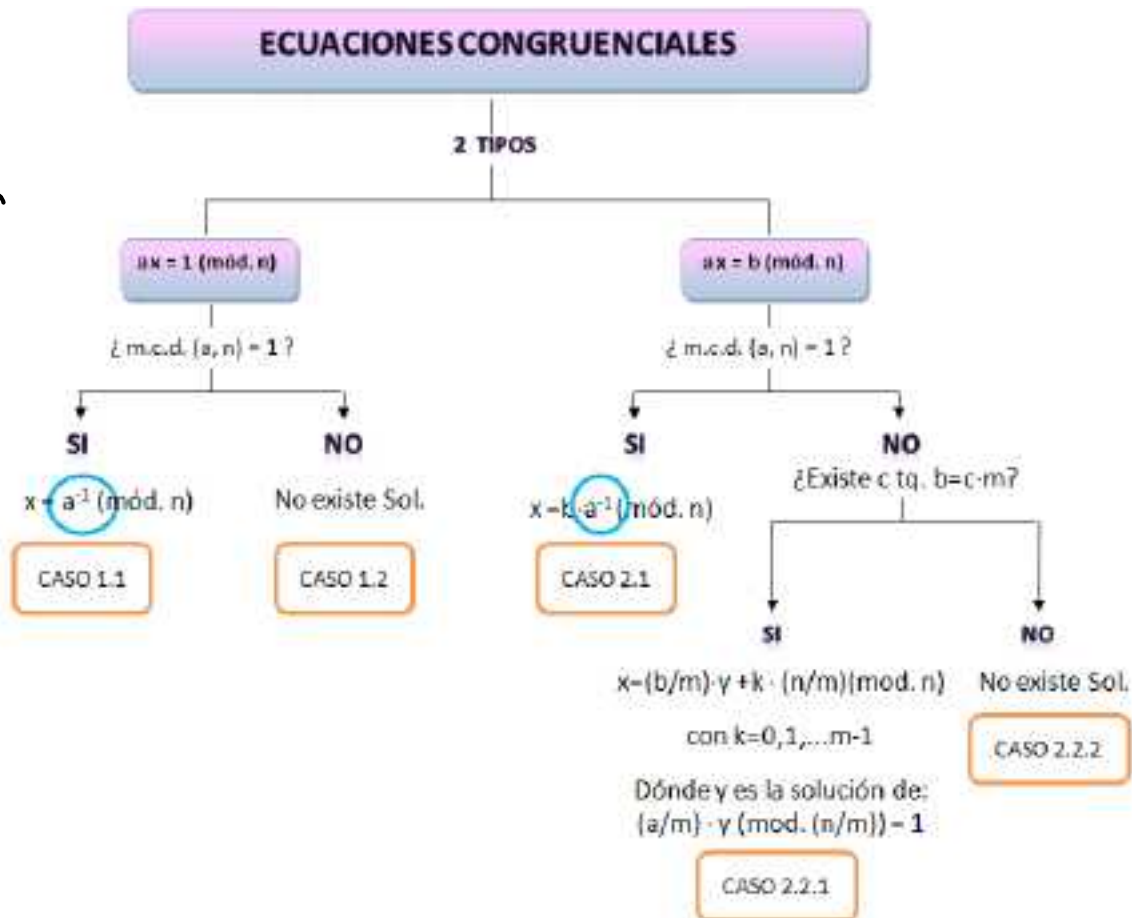 ECUACIONES CONGRUENCIALES
2 TIPOS
ax = 1 (mód. n)
¿ m.c.d. (a, n) = 1 ?
SI
x = a⁻¹ (mód. n)
CASO 1.1
NO
No existe Sol.
CASO 1.2
ax = b (mód. n)
¿ m.c.d. (a, n) = 1 ?
SI
x =b·a⁻¹ (mód. n)
CASO 2.1
NO
¿Existe c tq. b=c·m?
SI
x=(b/m)·y +k · (n/m)(mod. n)
con k=0,1,...m-1
Dónde y es la solución de:
(a/m) · y (mod. (n/m)) = 1
CASO 2.2.1
NO
No existe Sol.
CASO 2.2.2